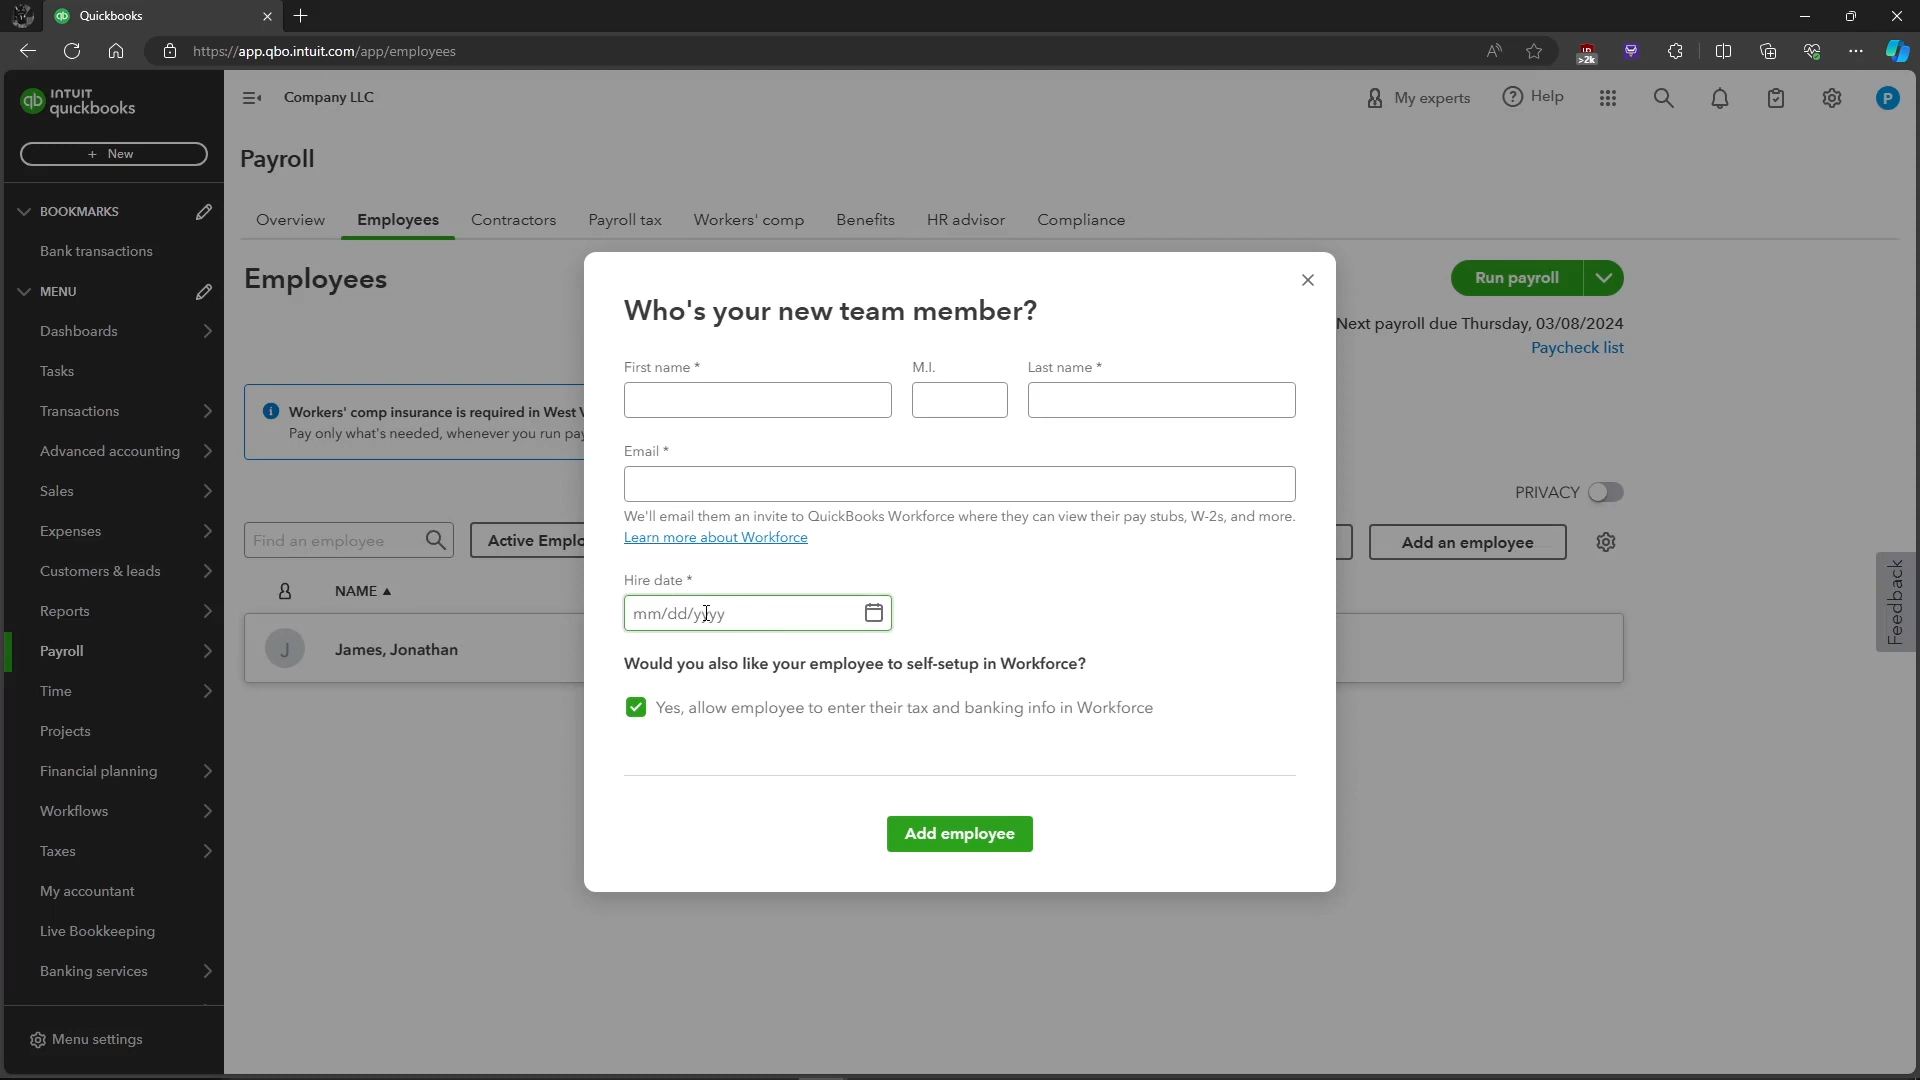 Quickbooks
https://app.qbo.intuit.com/app/employees
>2k
INTUIT
quickbooks
Company LLC
My experts
Help
P
+ New
Payroll
BOOKMARKS
Bank transactions
MENU
Dashboards
Tasks
Transactions
Advanced accounting
Sales
Expenses
Customers & leads
Reports
Payroll
Time
Projects
Financial planning
Workflows
Taxes
My accountant
Live Bookkeeping
Banking services
Menu settings
Overview
Employees
Contractors
Payroll tax
Workers' comp
Benefits
HR advisor
Compliance
Employees
Run payroll
Next payroll due Thursday, 03/08/2024
Paycheck list
Workers' comp insurance is required in West
Pay only what's needed, whenever you run
PRIVACY
Find an employee
Active
Add an employee
NAME
J
James, Jonathan
Feedback
Who's your new team member?
First name *
M.I.
Last name *
Email *
We'll email them an invite to QuickBooks Workforce where they can view their pay stubs, W-2s, and more.
Learn more about Workforce
Hire date *
mm/dd/yyyy
Would you also like your employee to self-setup in Workforce?
Yes, allow employee to enter their tax and banking info in Workforce
Add employee